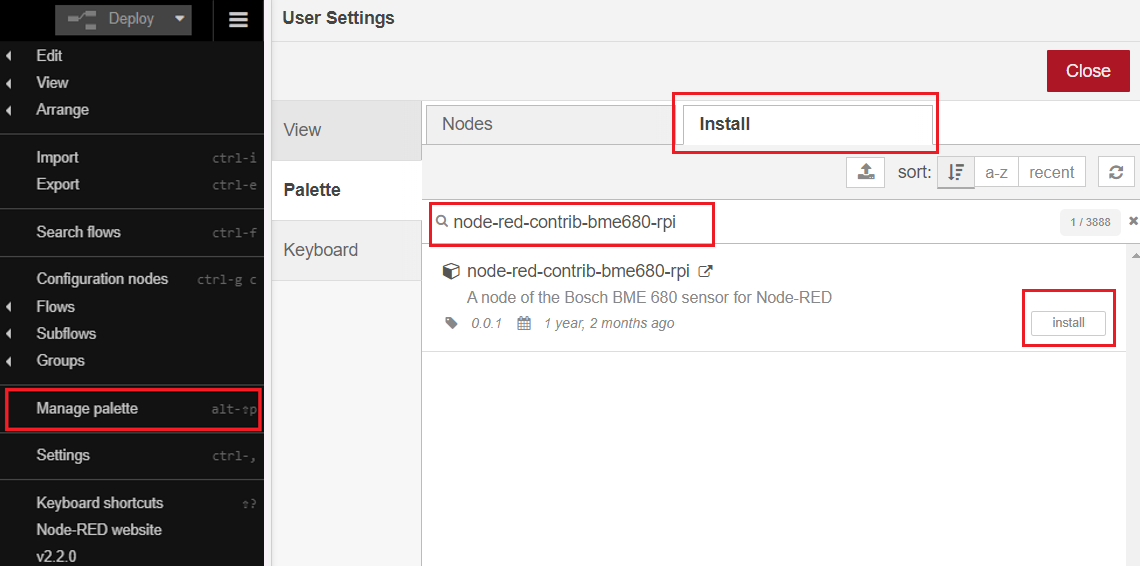 Deploy
Edit
View
Arrange
Import ctrl-i
Export ctrl-e
Search flows ctrl-f
Configuration nodes ctrl-g c
Flows
Subflows
Groups
Manage palette alt-⇧p
Settings ctrl-,
Keyboard shortcuts ⇧?
Node-RED website
v2.2.0
User Settings
Close
View
Palette
Keyboard
Nodes Install
sort: a-z recent
node-red-contrib-bme680-rpi 1 / 3888
node-red-contrib-bme680-rpi
A node of the Bosch BME 680 sensor for Node-RED
0.0.1 1 year, 2 months ago install